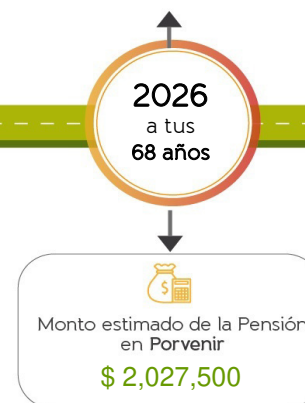 2026
a tus
68 años
Monto estimado de la Pensión
en Porvenir
$ 2,027,500